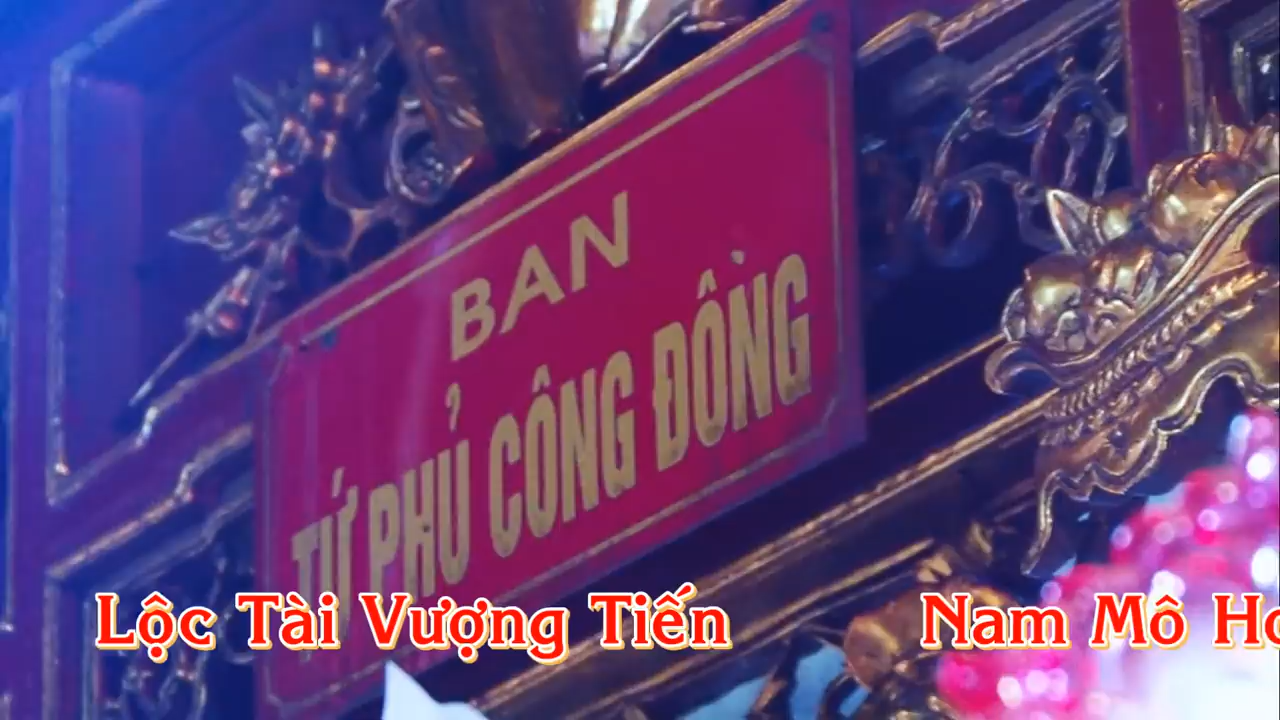 BAN
TỨ PHỦ CÔNG ĐỒNG
Lộc Tài Vượng Tiến
Nam Mô